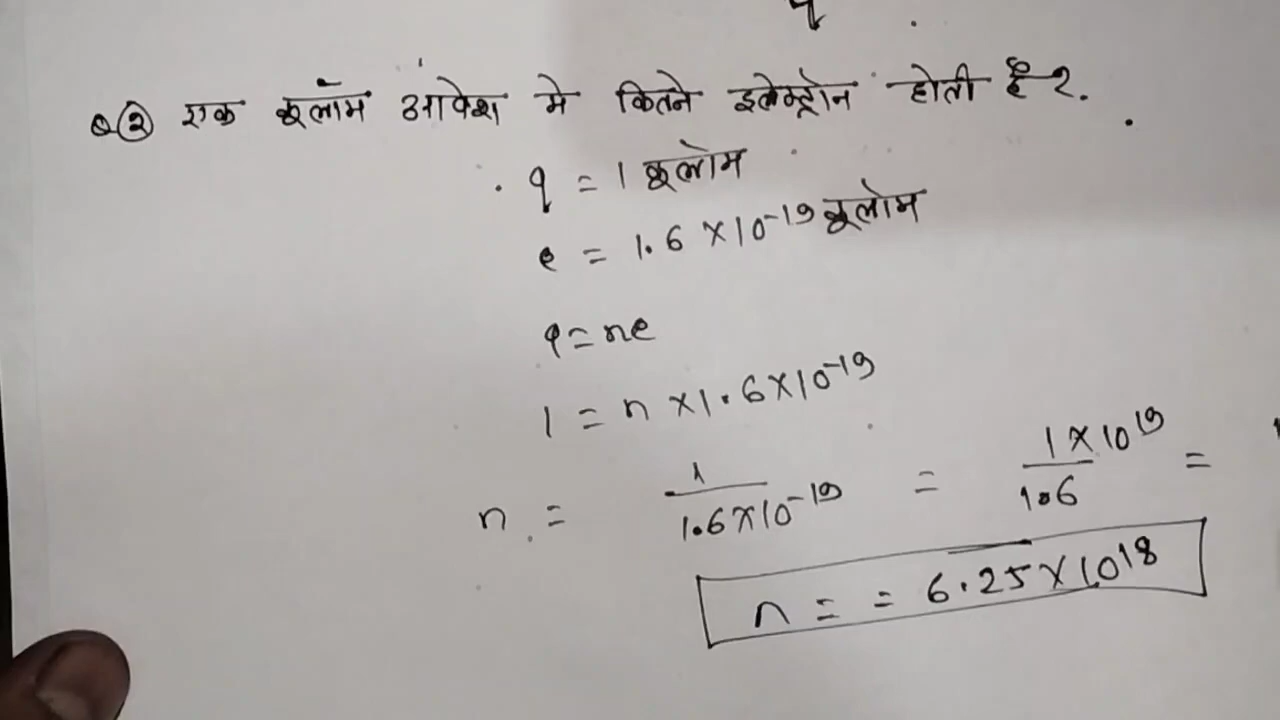 Q② एक कूलॉम आवेश मे कितने इलेक्ट्रोन होती है ?.
q = 1 कूलोम
e = 1.6 × 10⁻¹⁹ कूलोम
q = ne
1 = n × 1.6 × 10⁻¹⁹
n = 1 / 1.6 × 10⁻¹⁹ = 1 × 10¹⁹ / 1.6 =
n = = 6.25 × 10¹⁸